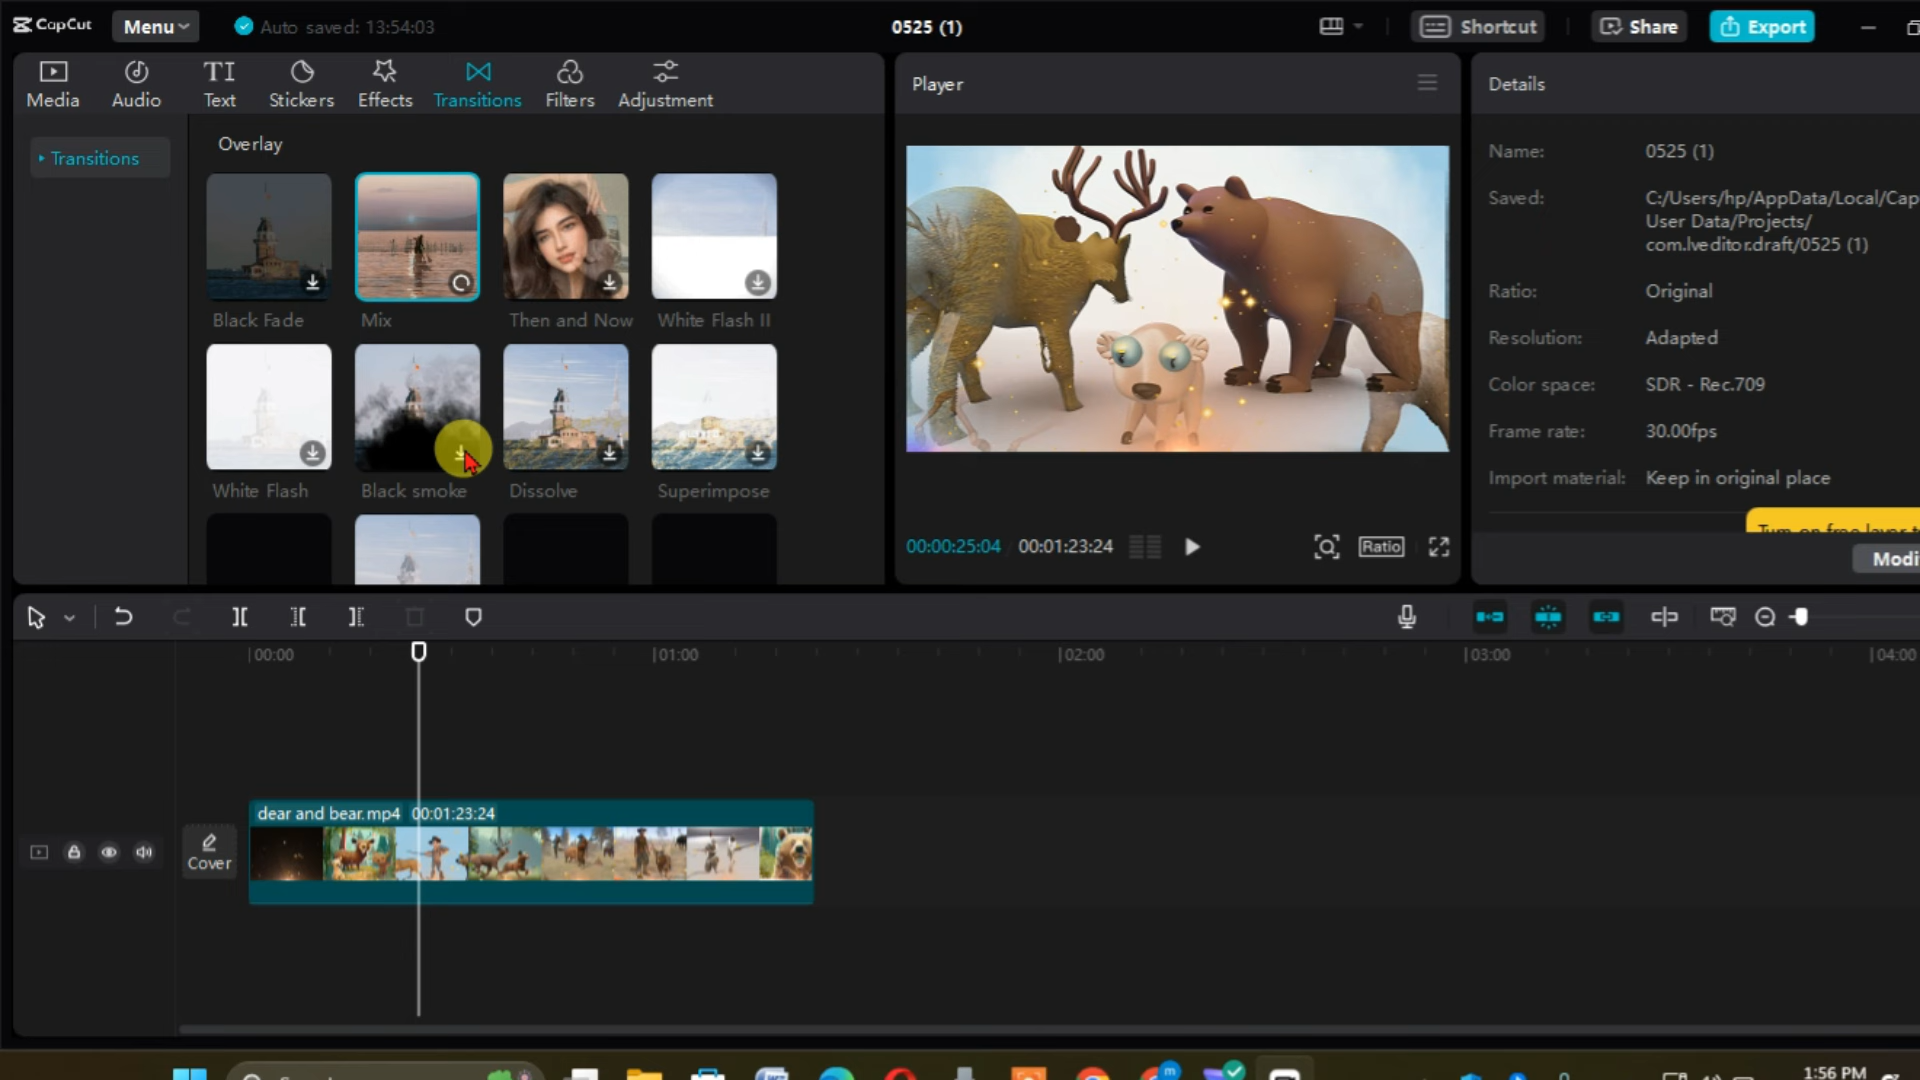 CapCut Menu Auto saved: 13:54:03 0525 (1) Shortcut Share Export
Media Audio Text Stickers Effects Transitions Filters Adjustment
Transitions
Overlay
Black Fade Mix Then and Now White Flash II
White Flash Black smoke Dissolve Superimpose
Player
00:00:25:04 00:01:23:24 Ratio
Details
Name: 0525 (1)
Saved: C:/Users/hp/AppData/Local/Cap
User Data/Projects/
com.lveditor.draft/0525 (1)
Ratio: Original
Resolution: Adapted
Color space: SDR - Rec.709
Frame rate: 30.00fps
Import material: Keep in original place
Turn on free layer t
Modi
00:00 01:00 02:00 03:00 04:00
dear and bear.mp4 00:01:23:24
Cover
1:56 PM